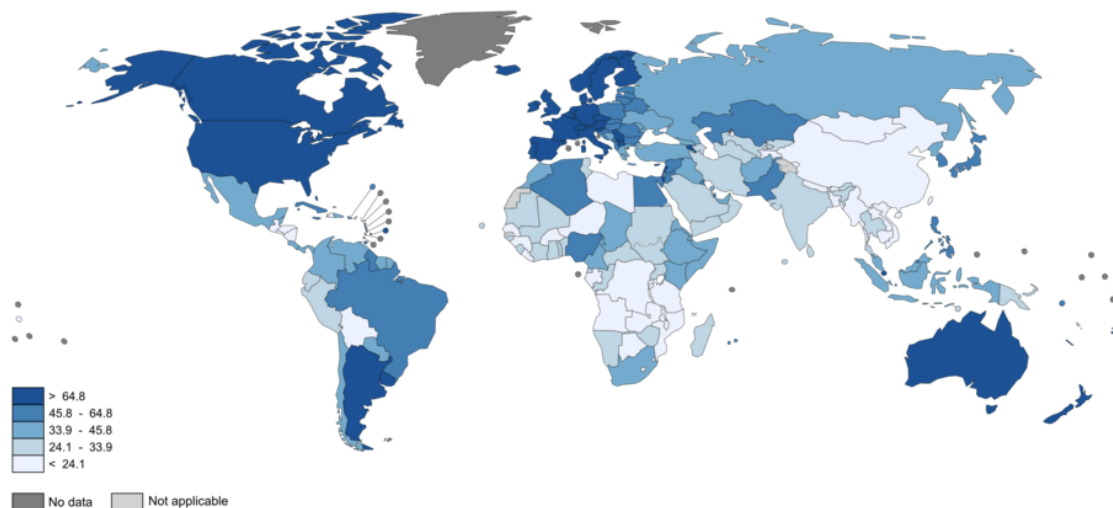 > 64.8
45.8 - 64.8
33.9 - 45.8
24.1 - 33.9
< 24.1
No data
Not applicable